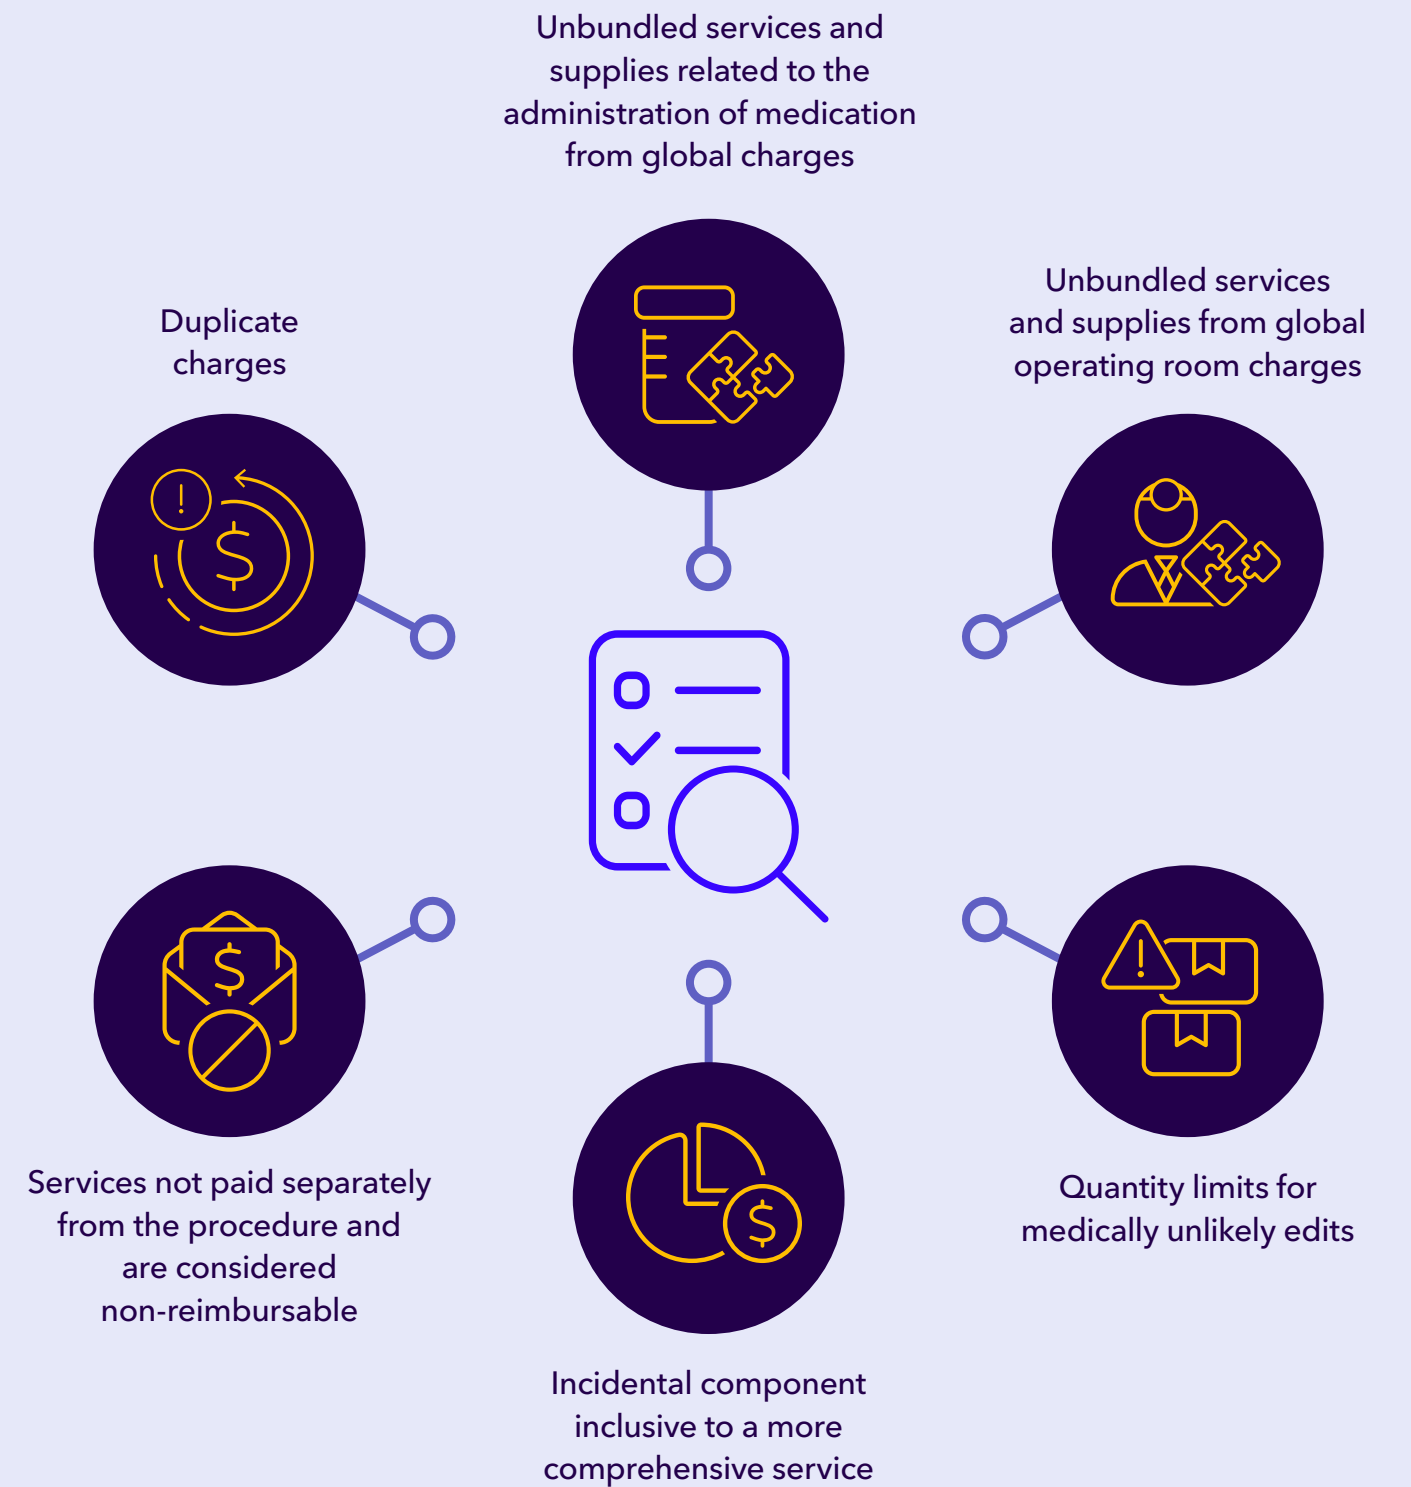 Unbundled services and
supplies related to the
administration of medication
from global charges
Duplicate
charges
Unbundled services
and supplies from global
operating room charges
Services not paid separately
from the procedure and
are considered
non-reimbursable
Quantity limits for
medically unlikely edits
Incidental component
inclusive to a more
comprehensive service